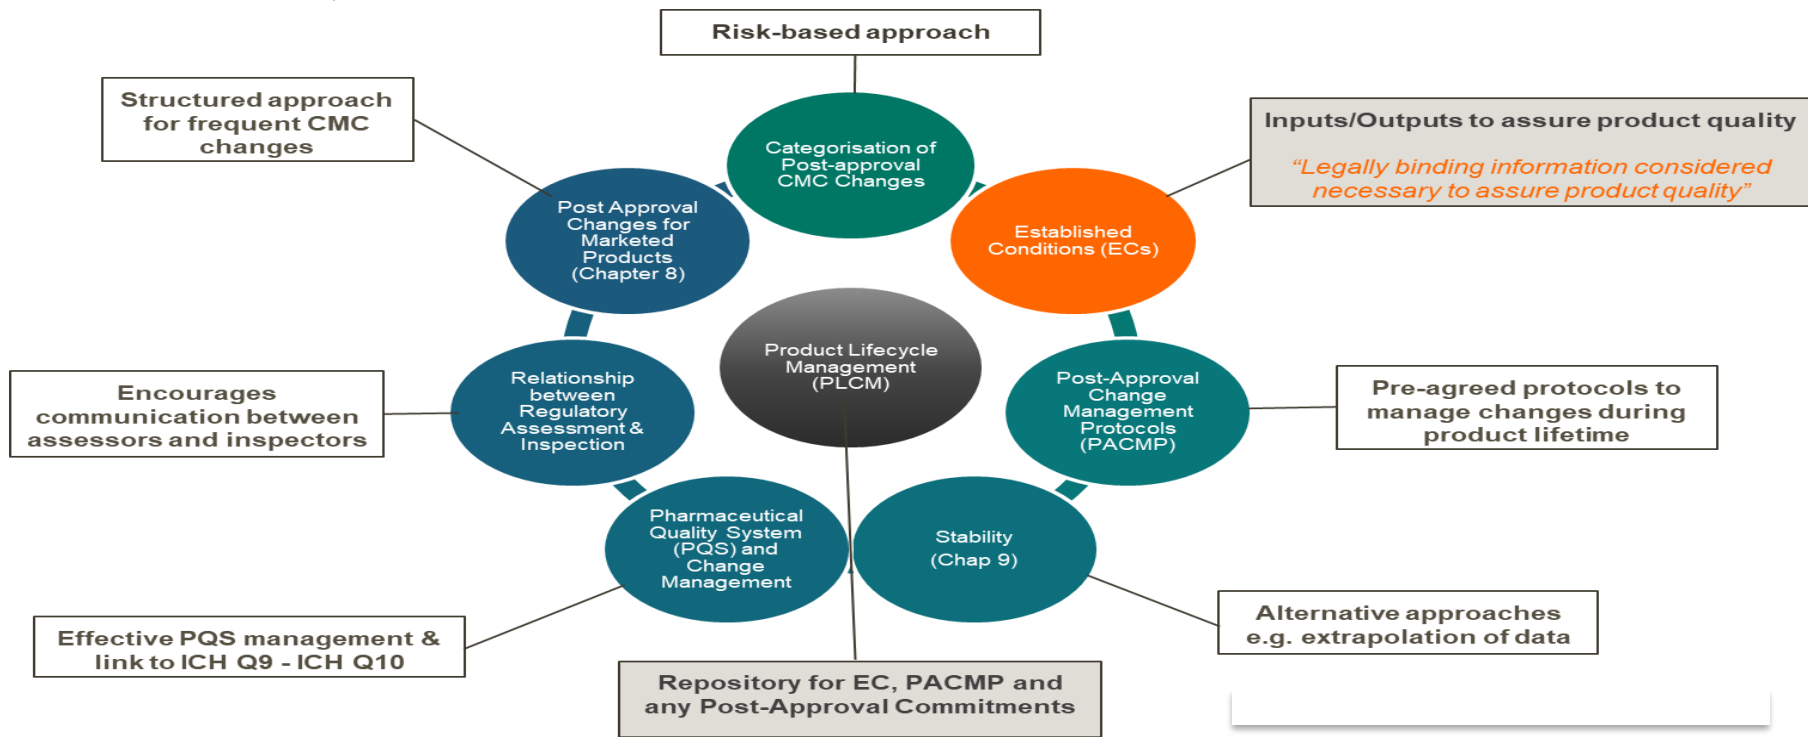 Risk-based approach
Structured approach
for frequent CMC
changes
Categorisation of
Post-approval
CMC Changes
Inputs/Outputs to assure product quality
“Legally binding information considered
necessary to assure product quality”
Post Approval
Changes for
Marketed
Products
(Chapter 8)
Established
Conditions (ECs)
Product Lifecycle
Management
(PLCM)
Encourages
communication between
assessors and inspectors
Relationship
between
Regulatory
Assessment &
Inspection
Post-Approval
Change
Management
Protocols
(PACMP)
Pre-agreed protocols to
manage changes during
product lifetime
Pharmaceutical
Quality System
(PQS) and
Change
Management
Stability
(Chap 9)
Effective PQS management &
link to ICH Q9 - ICH Q10
Alternative approaches
e.g. extrapolation of data
Repository for EC, PACMP and
any Post-Approval Commitments